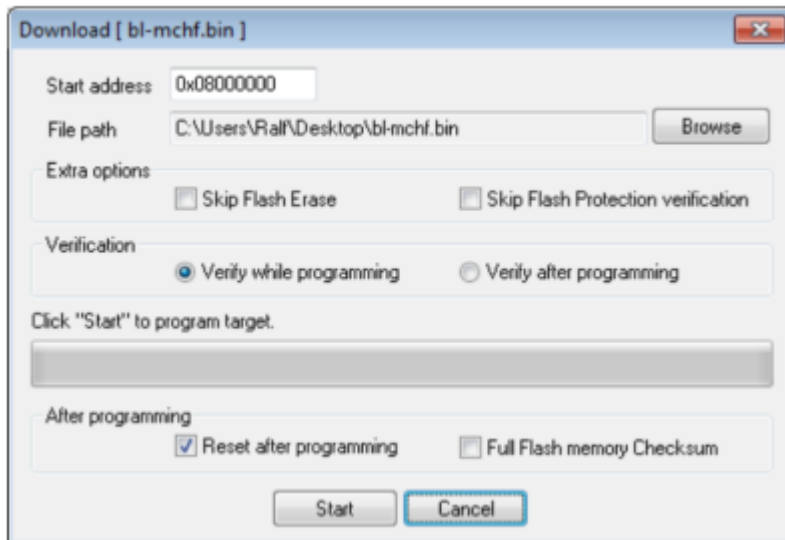 Download [ bl-mchf.bin ]
Start address 0x08000000
File path C:\Users\Ralf\Desktop\bl-mchf.bin Browse
Extra options
Skip Flash Erase Skip Flash Protection verification
Verification
Verify while programming Verify after programming
Click "Start" to program target.
After programming
Reset after programming Full Flash memory Checksum
Start Cancel